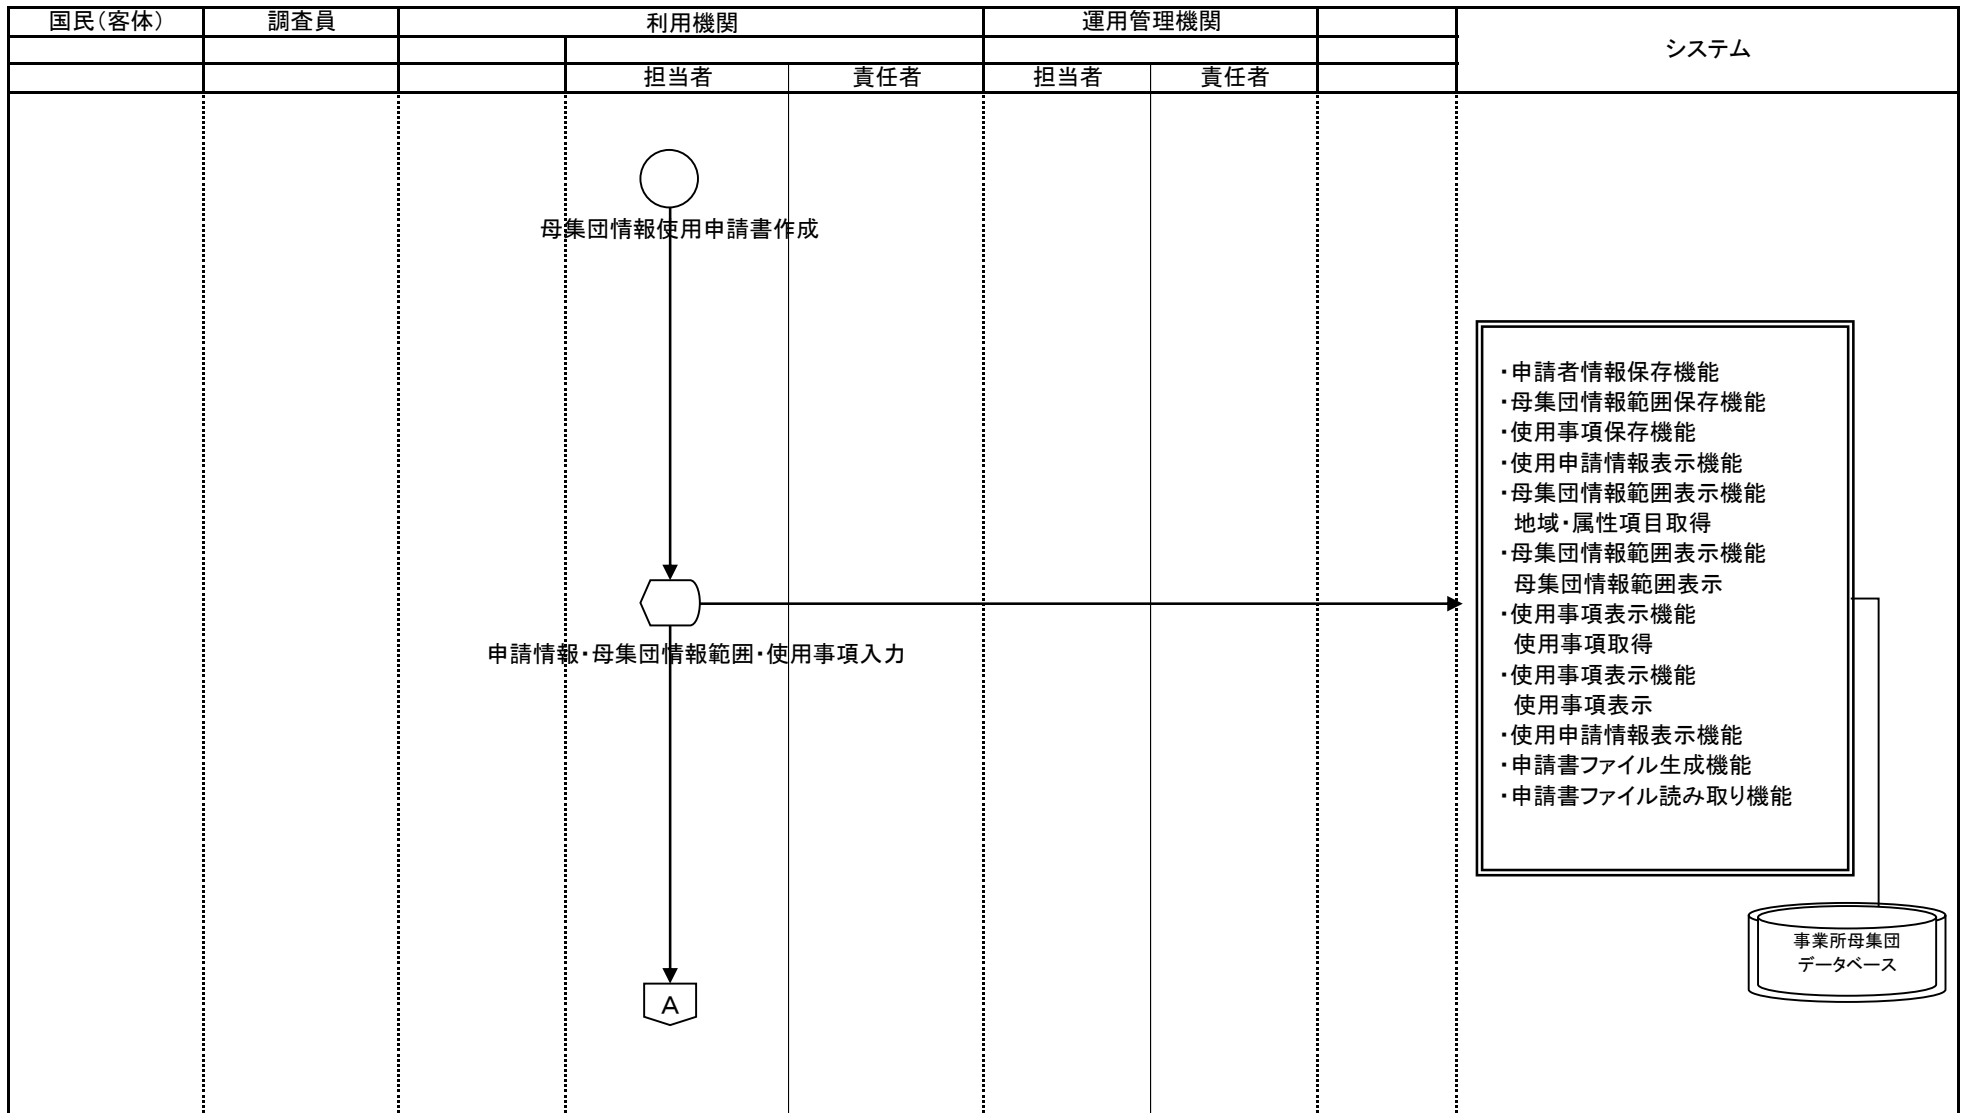 国民（客体）
調査員
利用機関
運用管理機関
システム
担当者
責任者
担当者
責任者
母集団情報使用申請書作成
申請情報・母集団情報範囲・使用事項入力
A
・申請者情報保存機能
・母集団情報範囲保存機能
・使用事項保存機能
・使用申請情報表示機能
・母集団情報範囲表示機能
地域・属性項目取得
・母集団情報範囲表示機能
母集団情報範囲表示
・使用事項表示機能
使用事項取得
・使用事項表示機能
使用事項表示
・使用申請情報表示機能
・申請書ファイル生成機能
・申請書ファイル読み取り機能
事業所母集団
データベース